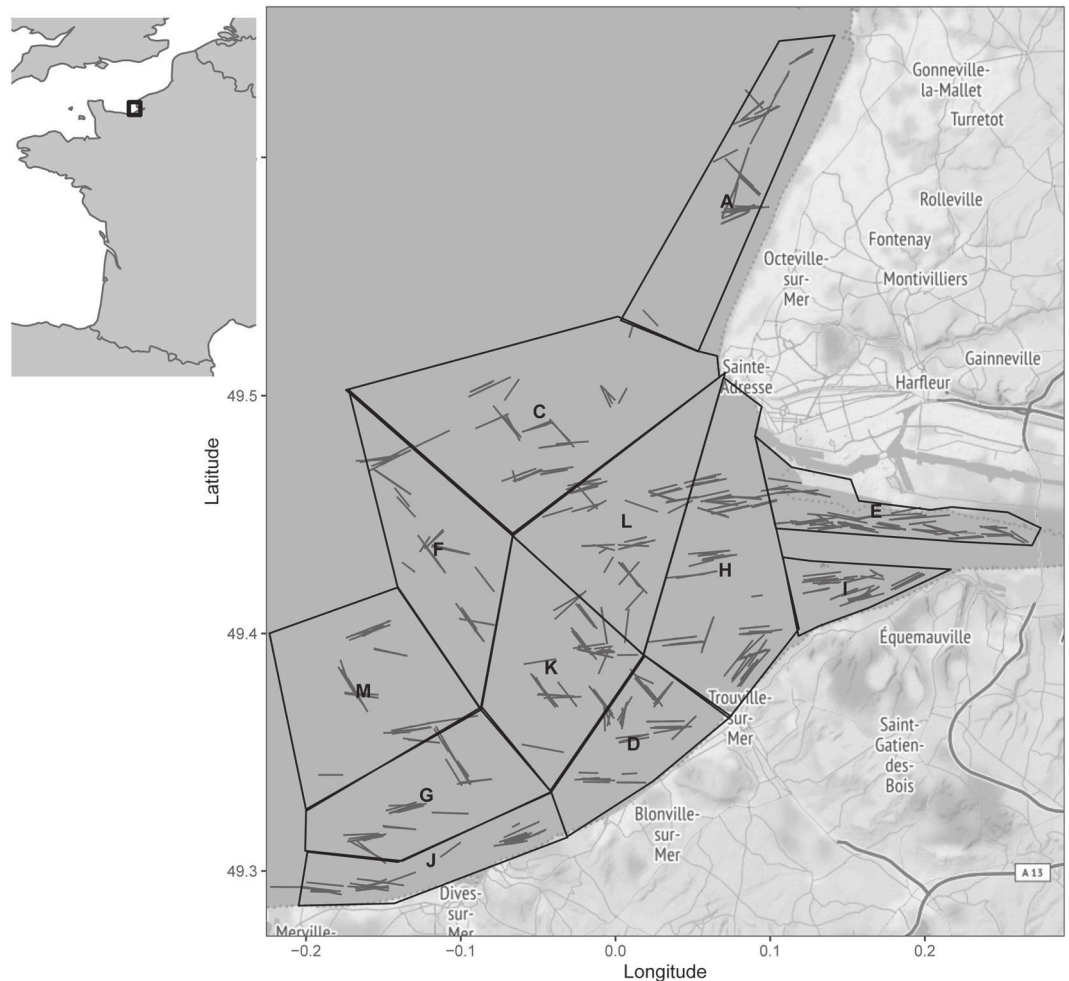 Gonneville-
la-Mallet
Turretot
A
Rolleville
Fontenay
Octeville-
sur-
Mer
Montivilliers
Sainte-
Adresse
Gainneville
Harfleur
49.5
C
E
L
F
H
I
49.4
Équemauville
K
M
Trouville-
sur-
Mer
D
Saint-
Gatien-
des-
Bois
G
Blonville-
sur-
Mer
J
49.3
A 13
Dives-
sur-
Mer
Merville-
−0.2
−0.1
0.0
0.1
0.2
Longitude
Latitude